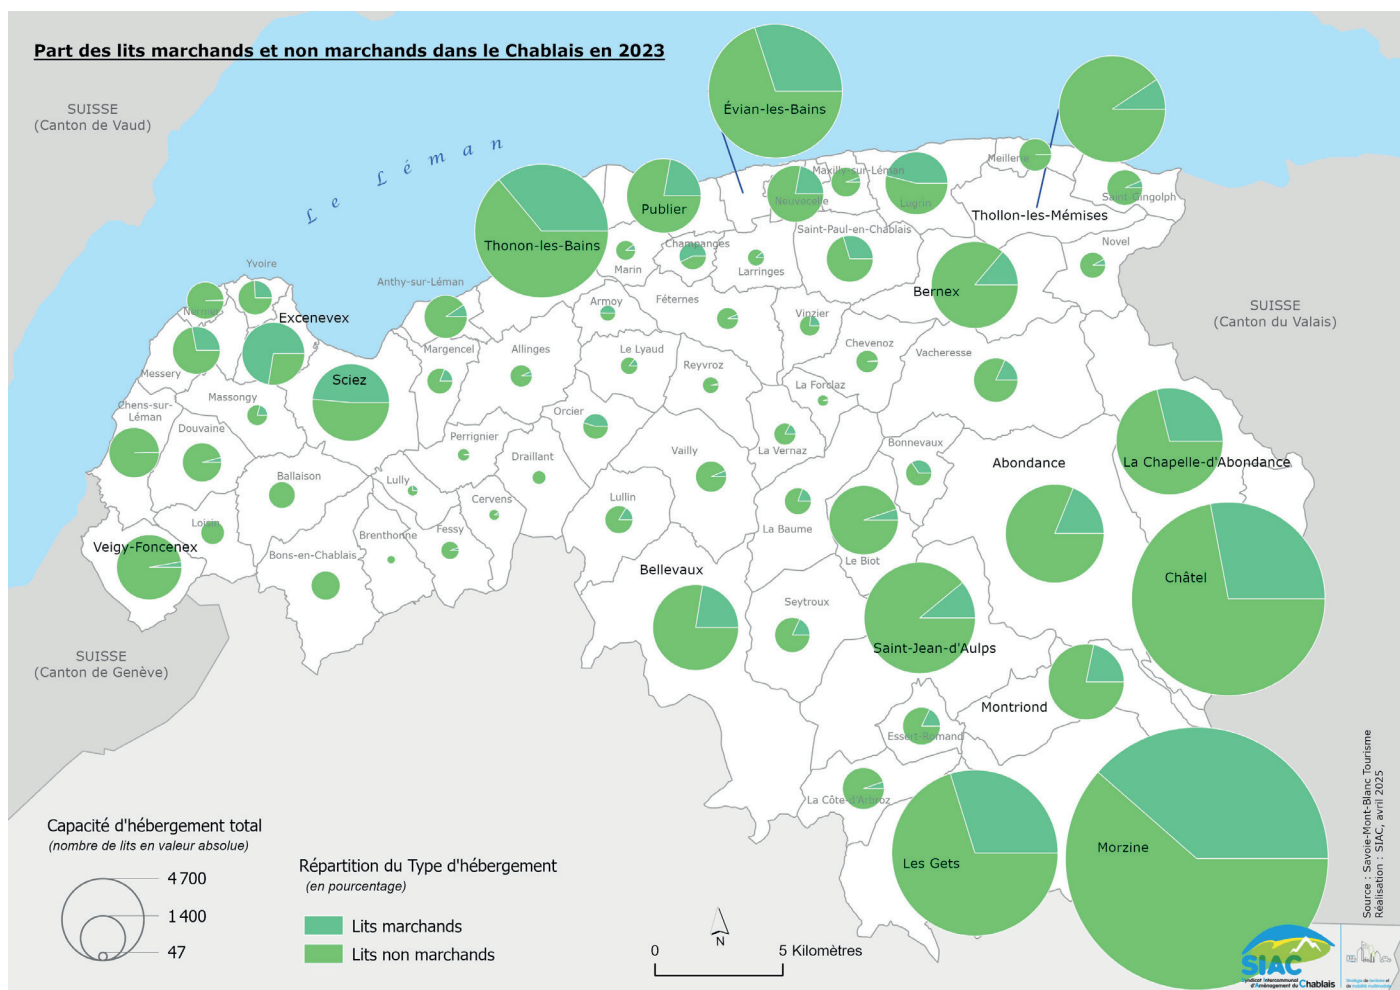 Part des lits marchands et non marchands dans le Chablais en 2023
SUISSE
(Canton de Vaud)
Le Léman
Évian-les-Bains
Thonon-les-Bains
Publier
Neuvecelle
Maxilly-sur-Léman
Lugrin
Meillerie
Thollon-les-Mémises
Saint-Gingolph
Novel
Marin
Champanges
Larringes
Saint-Paul-en-Chablais
Bernex
SUISSE
(Canton du Valais)
Yvoire
Nernier
Excenevex
Anthy-sur-Léman
Armoy
Féternes
Vinzier
Chevenoz
Vacheresse
Messery
Sciez
Margencel
Allinges
Le Lyaud
Reyvroz
La Forclaz
Chens-sur-
Léman
Massongy
Douvaine
Orcier
Perrignier
Draillant
Vailly
La Vernaz
Bonnevaux
Abondance
La Chapelle-d'Abondance
Ballaison
Lully
Cervens
Lullin
La Baume
Le Biot
Loisin
Veigy-Foncenex
Bons-en-Chablais
Brenthonne
Fessy
Bellevaux
Seytroux
Saint-Jean-d'Aulps
Châtel
Montriond
Essert-Romand
La Côte-d'Arbroz
Les Gets
Morzine
SUISSE
(Canton de Genève)
Capacité d'hébergement total
(nombre de lits en valeur absolue)
4 700
1 400
47
Répartition du Type d'hébergement
(en pourcentage)
Lits marchands
Lits non marchands
N
0
5 Kilomètres
Source : Savoie-Mont-Blanc Tourisme
Réalisation : SIAC, avril 2025
SIAC
Syndicat Intercommunal
d'Aménagement du Chablais